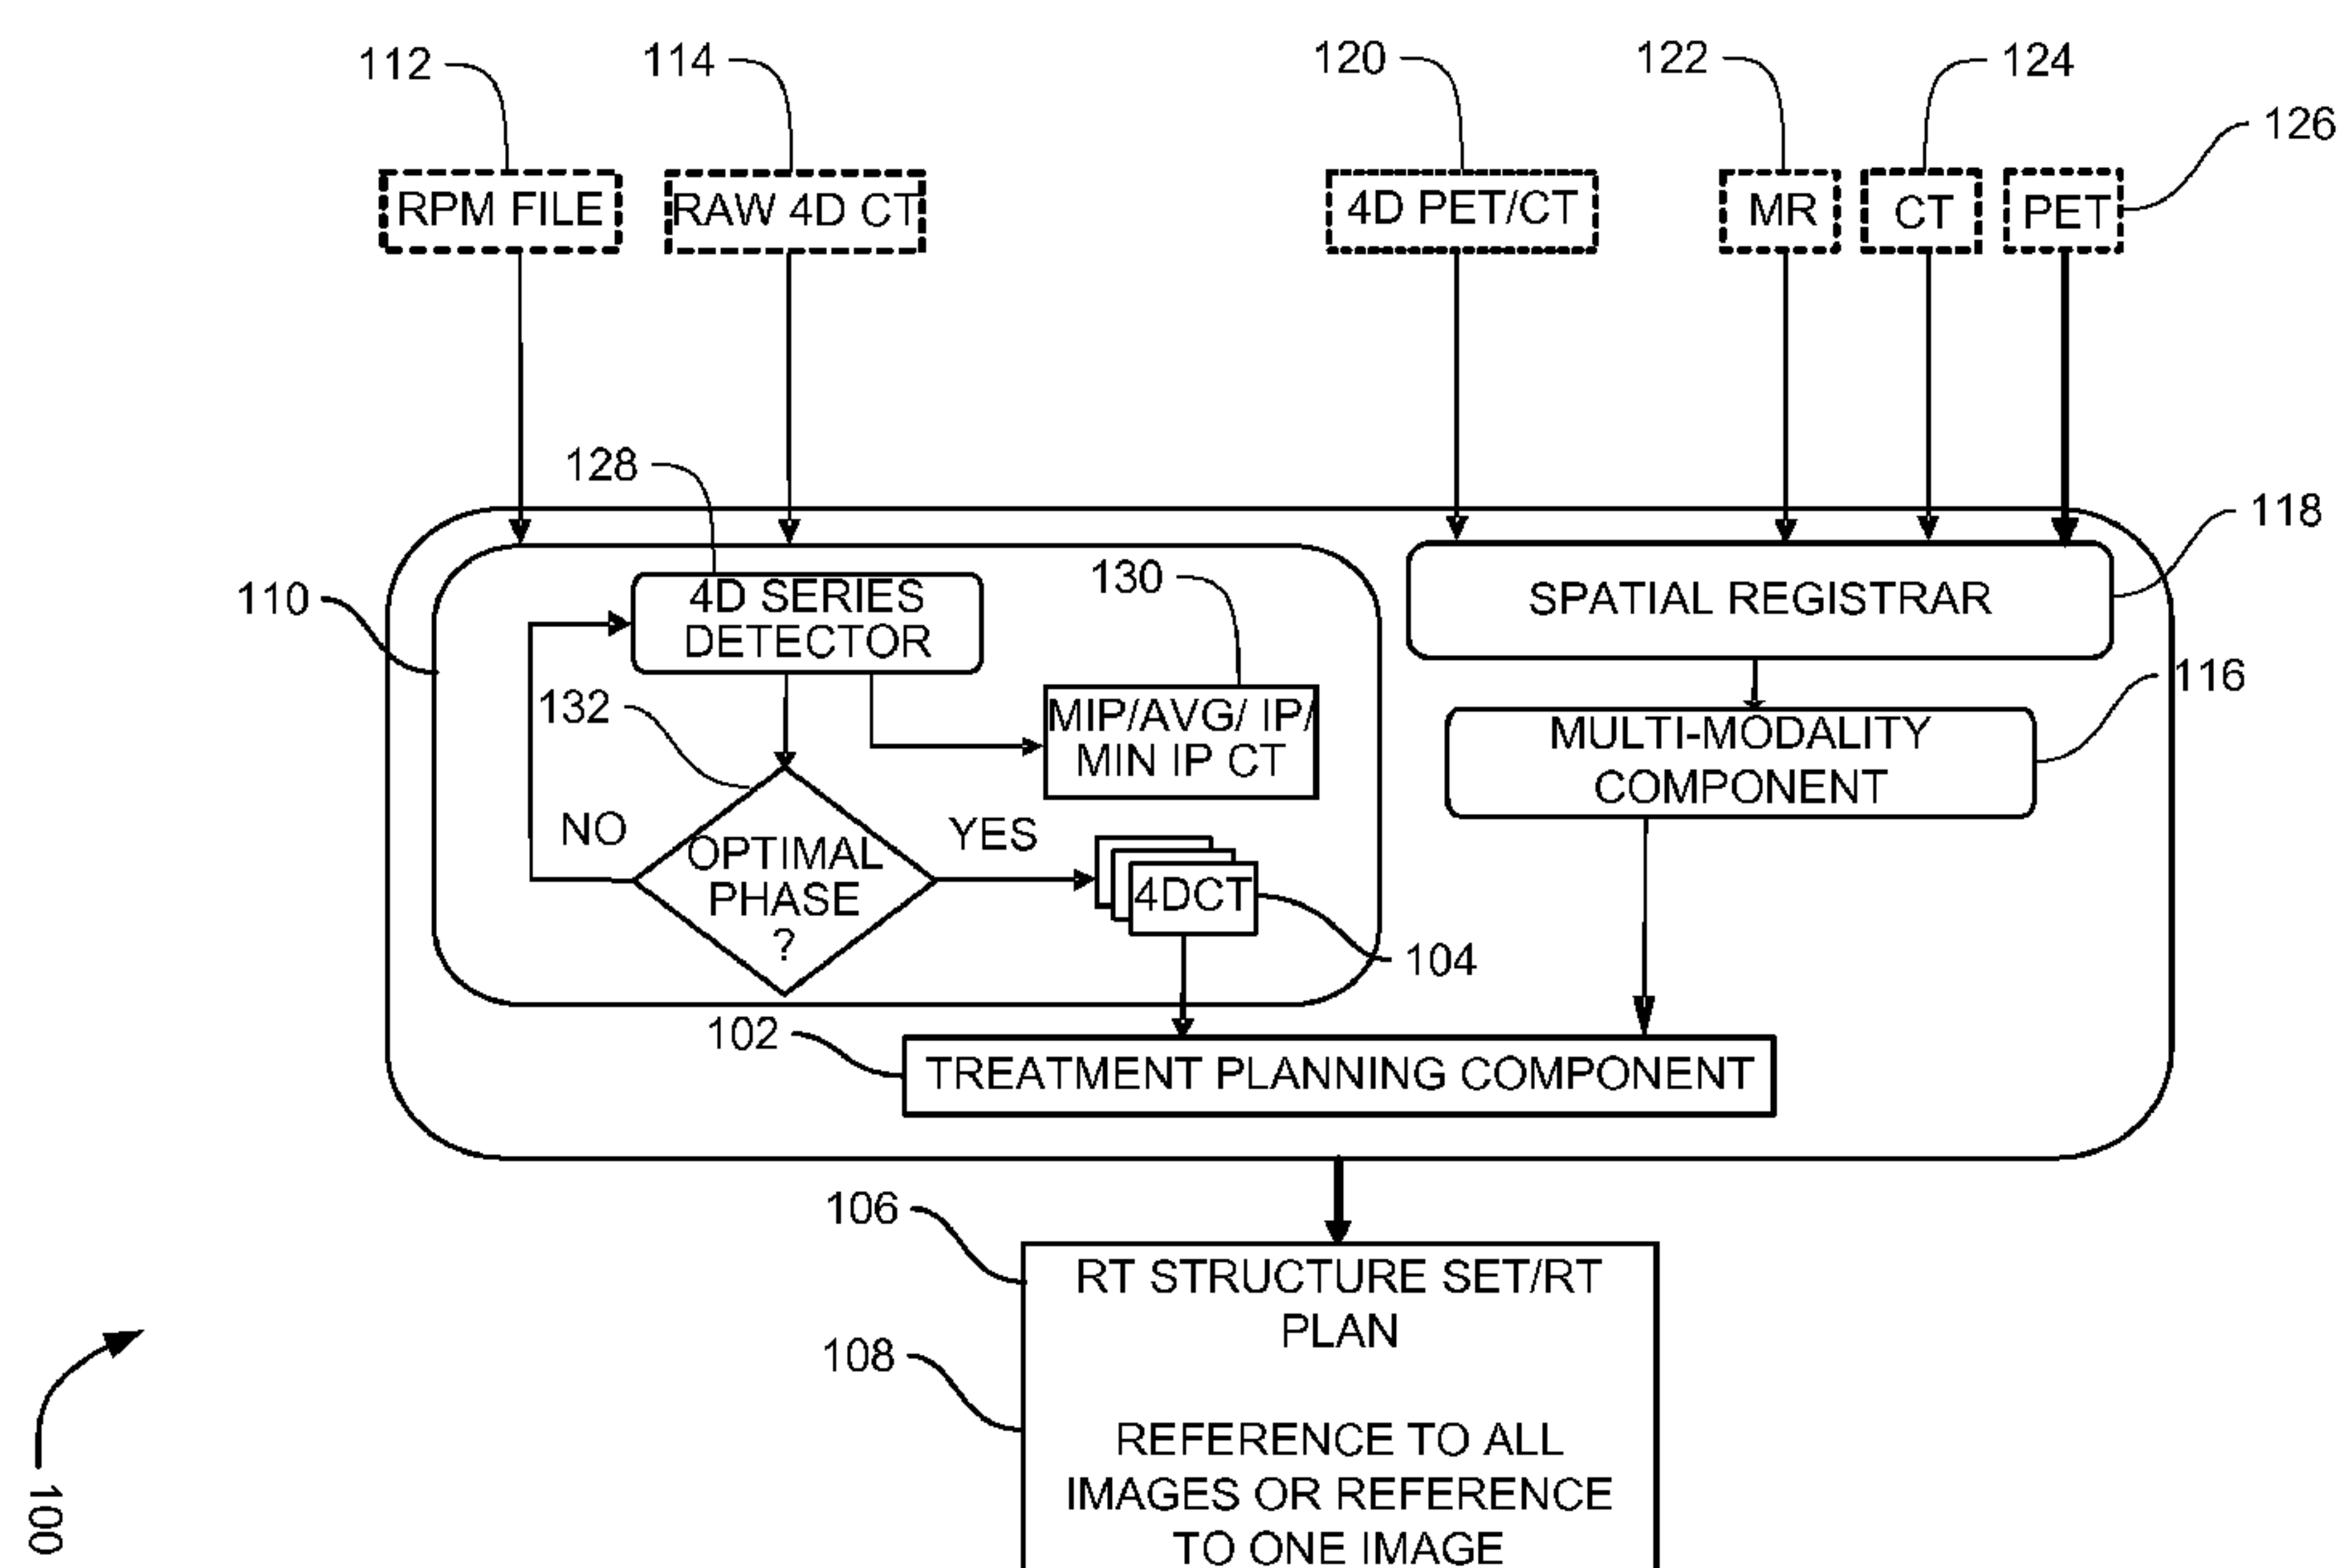 112
114
120
122
124
126
RPM FILE
RAW 4D CT
4D PET/CT
MR
CT
PET
128
118
110
4D SERIES
DETECTOR
130
SPATIAL REGISTRAR
132
MIP/AVG/ IP/
MIN IP CT
116
MULTI-MODALITY
COMPONENT
NO
YES
OPTIMAL
PHASE
?
4DCT
104
102
TREATMENT PLANNING COMPONENT
106
RT STRUCTURE SET/RT
PLAN
108
REFERENCE TO ALL
IMAGES OR REFERENCE
TO ONE IMAGE
100